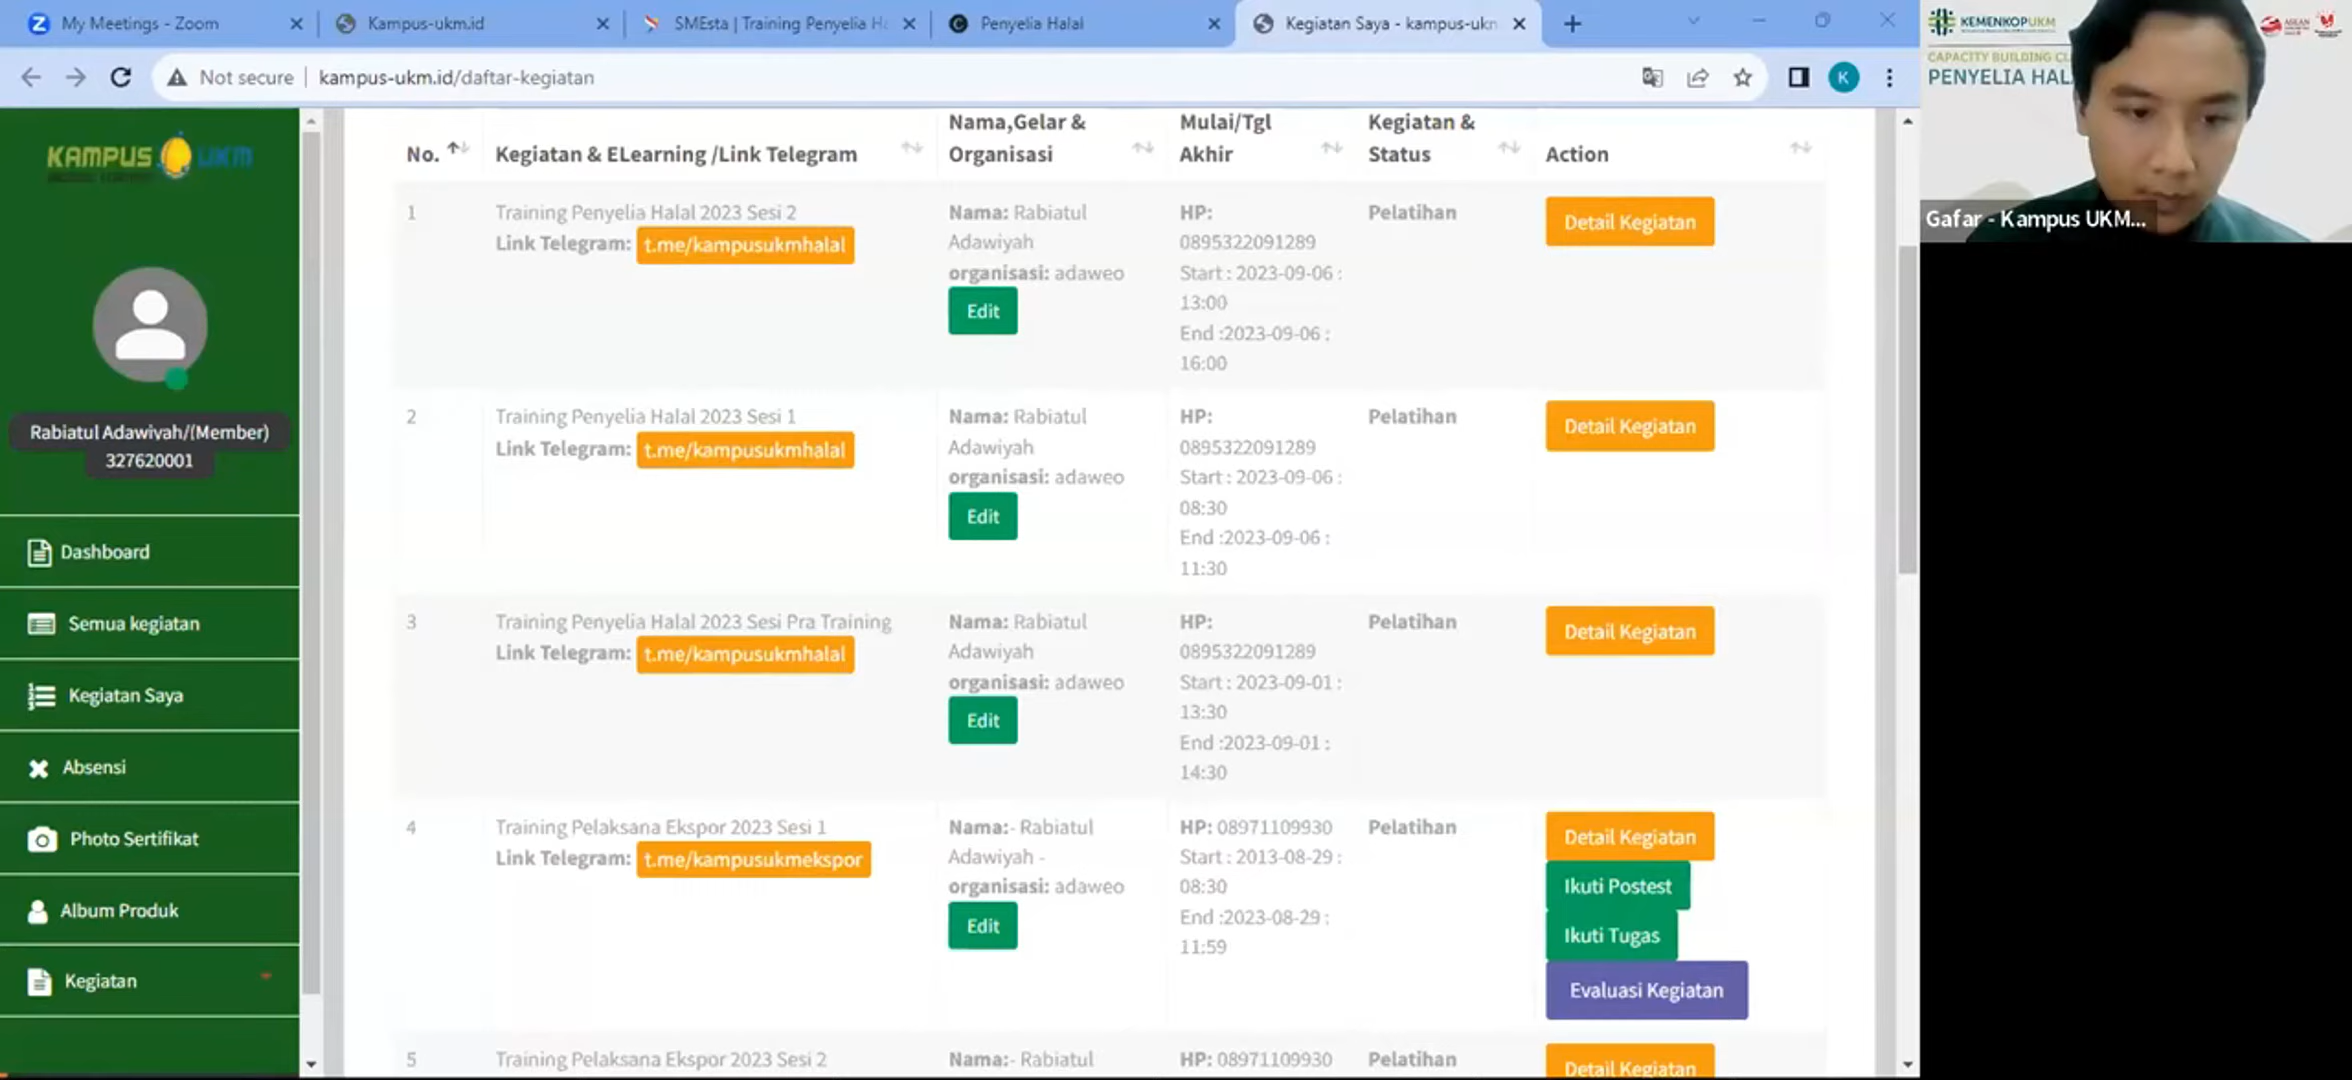 My Meetings - Zoom
Kampus-ukm.id
SMEsta | Training Penyelia Ha
Penyelia Halal
Kegiatan Saya - kampus-ukm
Not secure
kampus-ukm.id/daftar-kegiatan
K
KEMENKOPUKM
CAPACITY BUILDING
PENYELIA HAL
Gafar - Kampus UKM...
KAMPUS UKM
Rabiatul Adawiyah/(Member)
327620001
Dashboard
Semua kegiatan
Kegiatan Saya
Absensi
Photo Sertifikat
Album Produk
Kegiatan
No.
Kegiatan & ELearning /Link Telegram
Nama,Gelar &
Organisasi
Mulai/Tgl
Akhir
Kegiatan &
Status
Action
1
Training Penyelia Halal 2023 Sesi 2
Link Telegram: t.me/kampusukmhalal
Nama: Rabiatul
Adawiyah
organisasi: adaweo
Edit
HP:
0895322091289
Start : 2023-09-06 :
13:00
End :2023-09-06 :
16:00
Pelatihan
Detail Kegiatan
2
Training Penyelia Halal 2023 Sesi 1
Link Telegram: t.me/kampusukmhalal
Nama: Rabiatul
Adawiyah
organisasi: adaweo
Edit
HP:
0895322091289
Start : 2023-09-06 :
08:30
End :2023-09-06 :
11:30
Pelatihan
Detail Kegiatan
3
Training Penyelia Halal 2023 Sesi Pra Training
Link Telegram: t.me/kampusukmhalal
Nama: Rabiatul
Adawiyah
organisasi: adaweo
Edit
HP:
0895322091289
Start : 2023-09-01 :
13:30
End :2023-09-01 :
14:30
Pelatihan
Detail Kegiatan
4
Training Pelaksana Ekspor 2023 Sesi 1
Link Telegram: t.me/kampusukmekspor
Nama:- Rabiatul
Adawiyah -
organisasi: adaweo
Edit
HP: 08971109930
Start : 2013-08-29 :
08:30
End :2023-08-29 :
11:59
Pelatihan
Detail Kegiatan
Ikuti Postest
Ikuti Tugas
Evaluasi Kegiatan
5
Training Pelaksana Ekspor 2023 Sesi 2
Nama:- Rabiatul
HP: 08971109930
Pelatihan
Detail Kegiatan